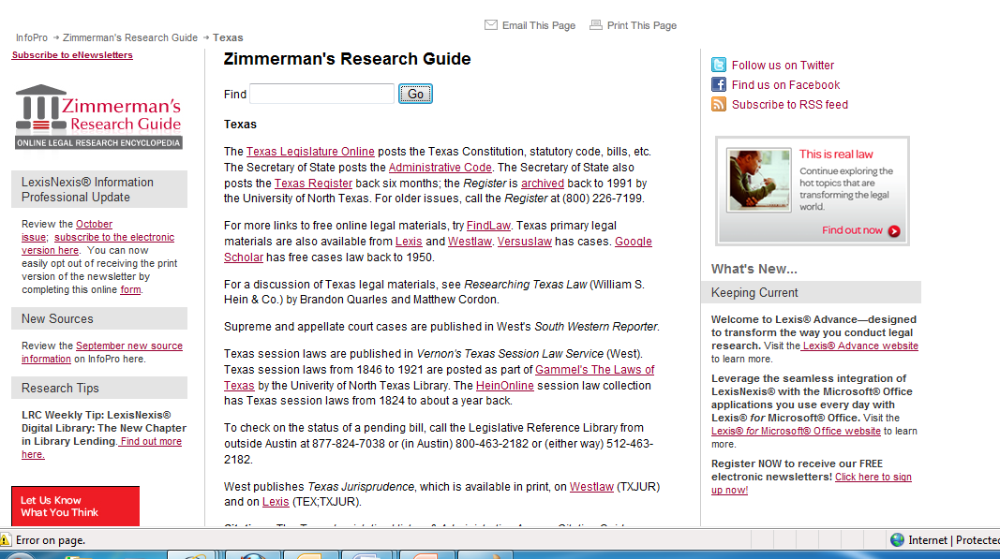 Email This Page Print This Page
InfoPro → Zimmerman's Research Guide → Texas
Subscribe to eNewsletters
Zimmerman's
Research Guide
ONLINE LEGAL RESEARCH ENCYCLOPEDIA
LexisNexis® Information
Professional Update
Review the October
issue; subscribe to the electronic
version here. You can now
easily opt out of receiving the print
version of the newsletter by
completing this online form.
New Sources
Review the September new source
information on InfoPro here.
Research Tips
LRC Weekly Tip: LexisNexis®
Digital Library: The New Chapter
in Library Lending. Find out more
here.
Let Us Know
What You Think
Zimmerman's Research Guide
Find Go
Texas
The Texas Legislature Online posts the Texas Constitution, statutory code, bills, etc.
The Secretary of State posts the Administrative Code. The Secretary of State also
posts the Texas Register back six months; the Register is archived back to 1991 by
the University of North Texas. For older issues, call the Register at (800) 226-7199.
For more links to free online legal materials, try FindLaw. Texas primary legal
materials are also available from Lexis and Westlaw. Versuslaw has cases. Google
Scholar has free cases law back to 1950.
For a discussion of Texas legal materials, see Researching Texas Law (William S.
Hein & Co.) by Brandon Quarles and Matthew Cordon.
Supreme and appellate court cases are published in West's South Western Reporter.
Texas session laws are published in Vernon's Texas Session Law Service (West).
Texas session laws from 1846 to 1921 are posted as part of Gammel's The Laws of
Texas by the Univerity of North Texas Library. The HeinOnline session law collection
has Texas session laws from 1824 to about a year back.
To check on the status of a pending bill, call the Legislative Reference Library from
outside Austin at 877-824-7038 or (in Austin) 800-463-2182 or (either way) 512-463-
2182.
West publishes Texas Jurisprudence, which is available in print, on Westlaw (TXJUR)
and on Lexis (TEX;TXJUR).
Follow us on Twitter
Find us on Facebook
Subscribe to RSS feed
This is real law
Continue exploring the
hot topics that are
transforming the legal
world.
Find out now
What's New...
Keeping Current
Welcome to Lexis® Advance—designed
to transform the way you conduct legal
research. Visit the Lexis® Advance website
to learn more.
Leverage the seamless integration of
LexisNexis® with the Microsoft® Office
applications you use every day with
Lexis® for Microsoft® Office. Visit the
Lexis® for Microsoft® Office website to learn
more.
Register NOW to receive our FREE
electronic newsletters! Click here to sign
up now!
Error on page.
Internet | Protected